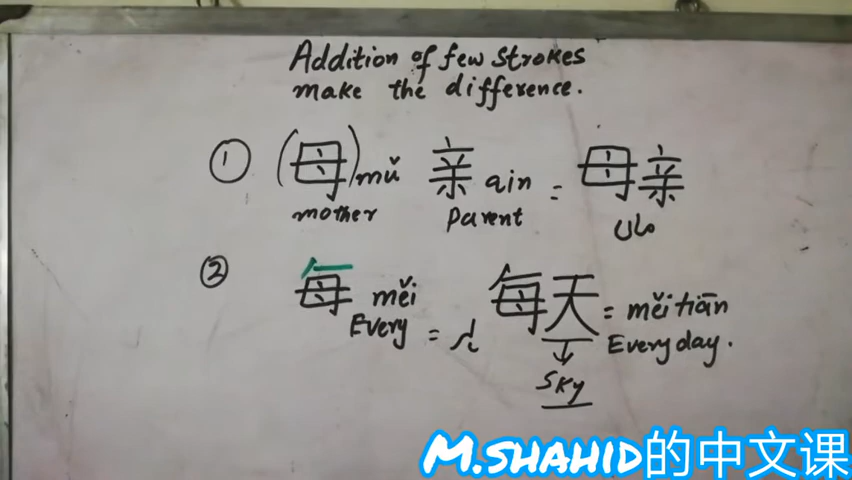 Addition of few strokes
make the difference.
① (母) mǔ 亲 qin = 母亲
mother parent ماں
② 每 měi 每天 = měi tiān
Every = ہر Every day.
sky
M.SHAHID的中文课